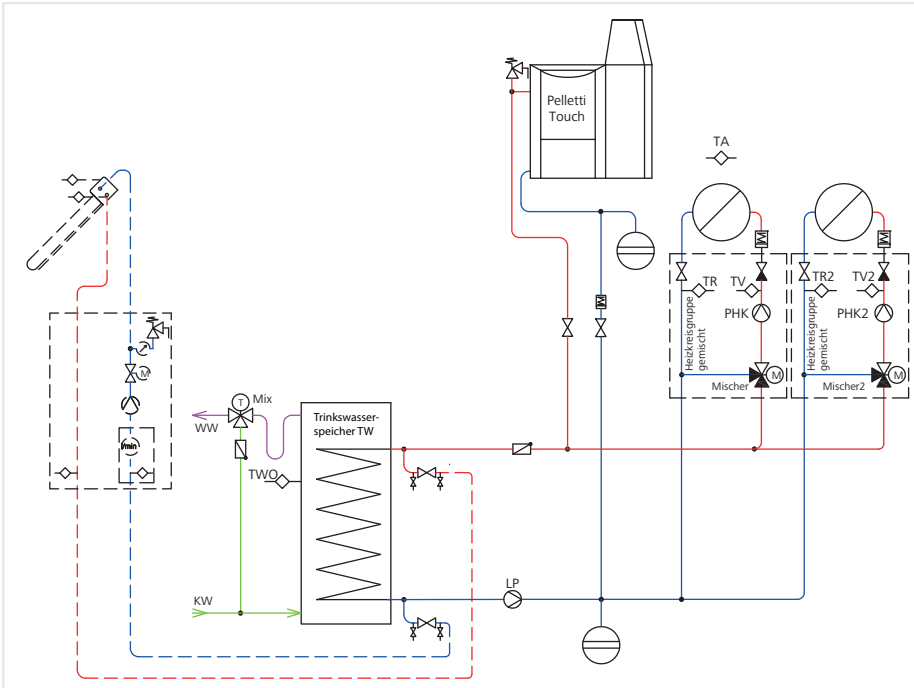 Pelletti
Touch
TA
TR
TV
TR2
TV2
PHK
PHK2
Heizkreisgruppe
gemischt
Heizkreisgruppe
gemischt
M
M
Mischer
Mischer2
M
l/min
T
Mix
WW
Trinkwasser-
speicher TW
TWO
KW
LP